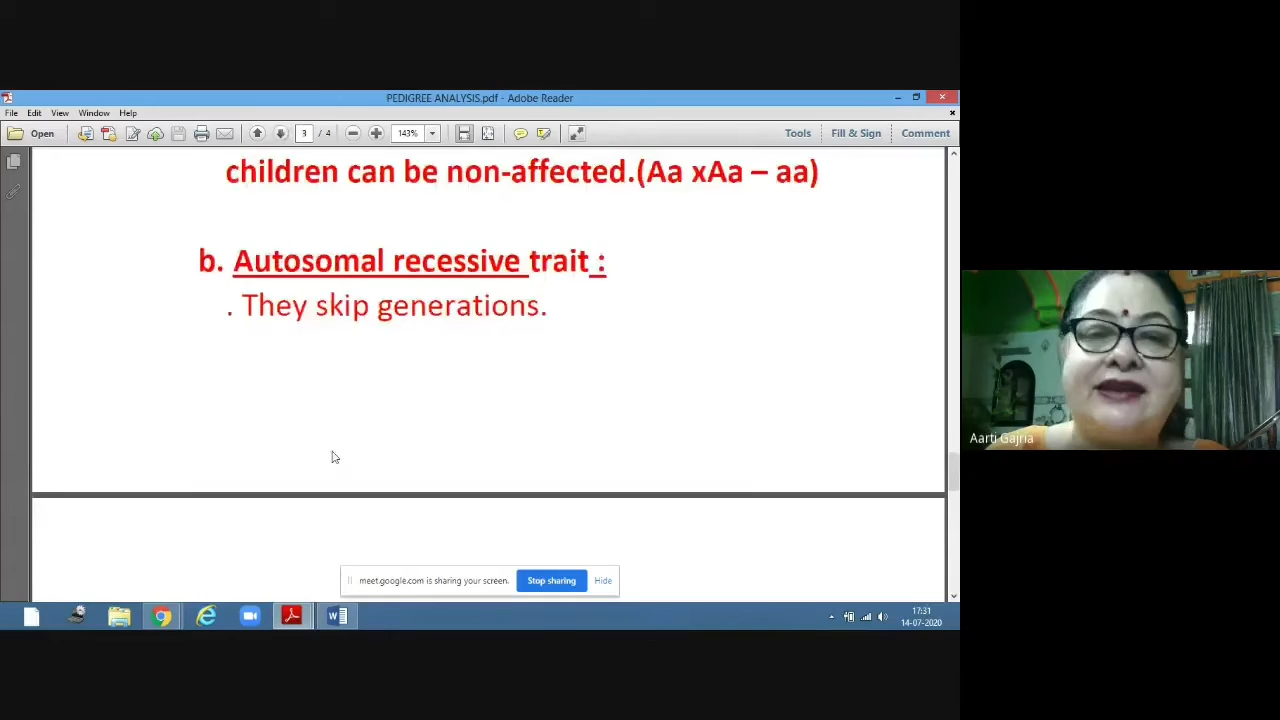 PEDIGREE ANALYSIS.pdf - Adobe Reader
File Edit View Window Help
Open 3 / 4 143% Tools Fill & Sign Comment
children can be non-affected.(Aa xAa – aa)
b. Autosomal recessive trait :
. They skip generations.
Aarti Gajria
meet.google.com is sharing your screen. Stop sharing Hide
17:31
14-07-2020